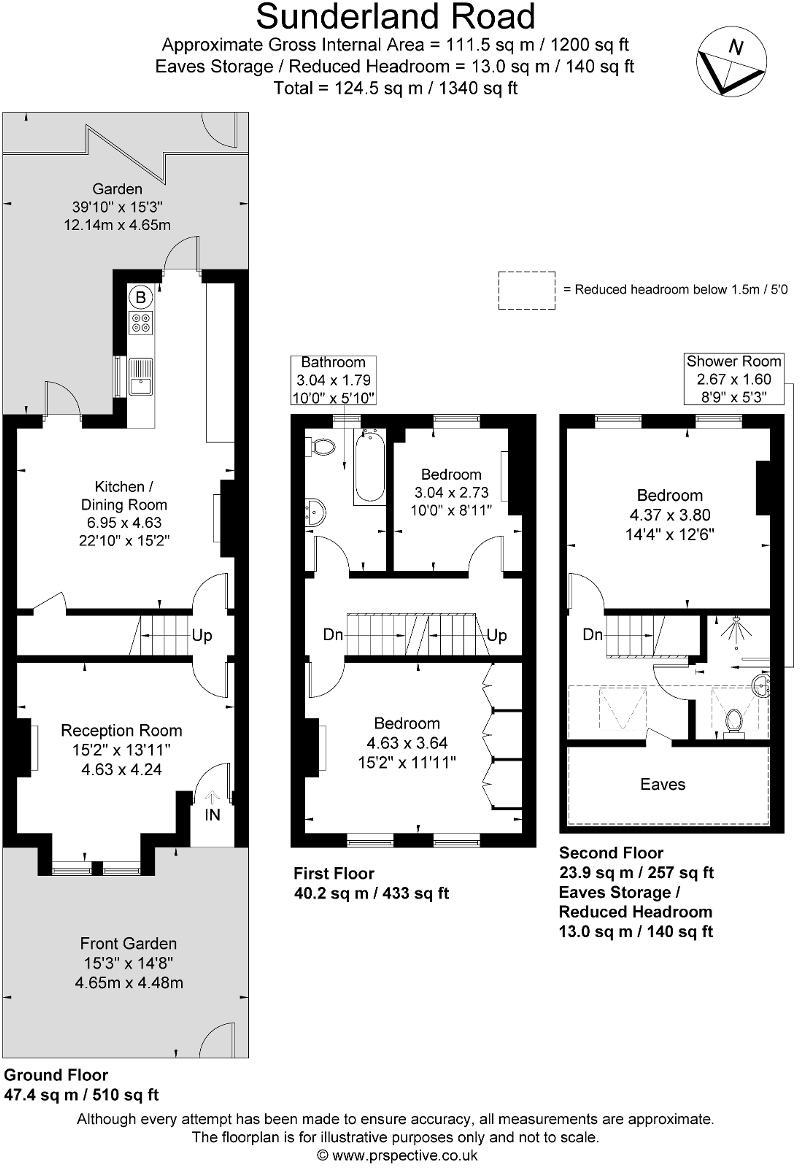 Sunderland Road
Approximate Gross Internal Area = 111.5 sq m / 1200 sq ft
Eaves Storage / Reduced Headroom = 13.0 sq m / 140 sq ft
Total = 124.5 sq m / 1340 sq ft
N
Garden
39'10" x 15'3"
12.14m x 4.65m
B
= Reduced headroom below 1.5m / 5'0
Kitchen /
Dining Room
6.95 x 4.63
22'10" x 15'2"
Up
Reception Room
15'2" x 13'11"
4.63 x 4.24
IN
Front Garden
15'3" x 14'8"
4.65m x 4.48m
Ground Floor
47.4 sq m / 510 sq ft
Bathroom
3.04 x 1.79
10'0" x 5'10"
Bedroom
3.04 x 2.73
10'0" x 8'11"
Dn
Up
Bedroom
4.63 x 3.64
15'2" x 11'11"
First Floor
40.2 sq m / 433 sq ft
Shower Room
2.67 x 1.60
8'9" x 5'3"
Bedroom
4.37 x 3.80
14'4" x 12'6"
Dn
Eaves
Second Floor
23.9 sq m / 257 sq ft
Eaves Storage /
Reduced Headroom
13.0 sq m / 140 sq ft
Although every attempt has been made to ensure accuracy, all measurements are approximate.
The floorplan is for illustrative purposes only and not to scale.
© www.prspective.co.uk